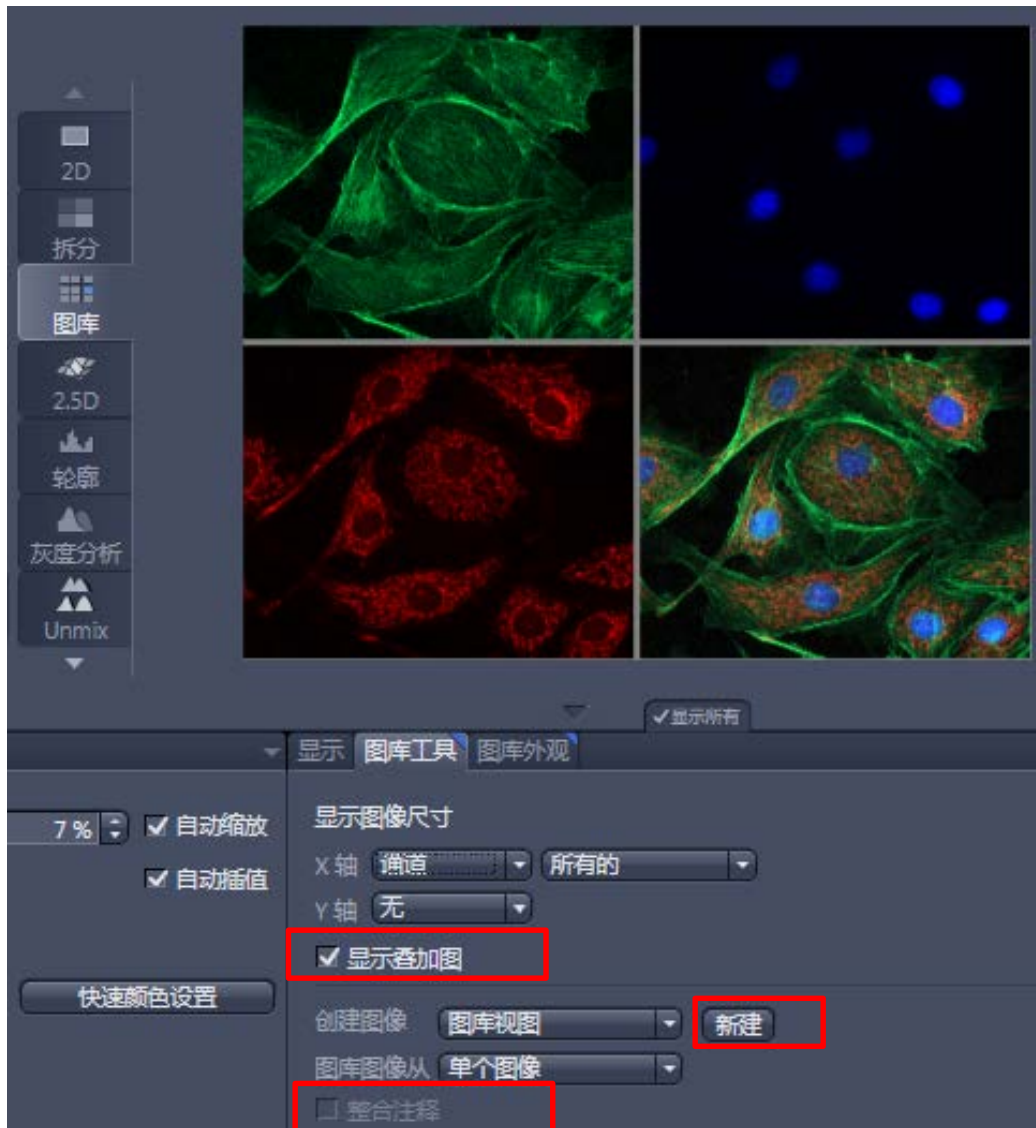 2D
拆分
图库
2.5D
轮廓
灰度分析
Unmix
显示所有
显示 图库工具 图库外观
7 % 自动缩放
自动插值
快速颜色设置
显示图像尺寸
X 轴 通道 所有的
Y 轴 无
显示叠加图
创建图像 图库视图 新建
图库图像从 单个图像
整合注释